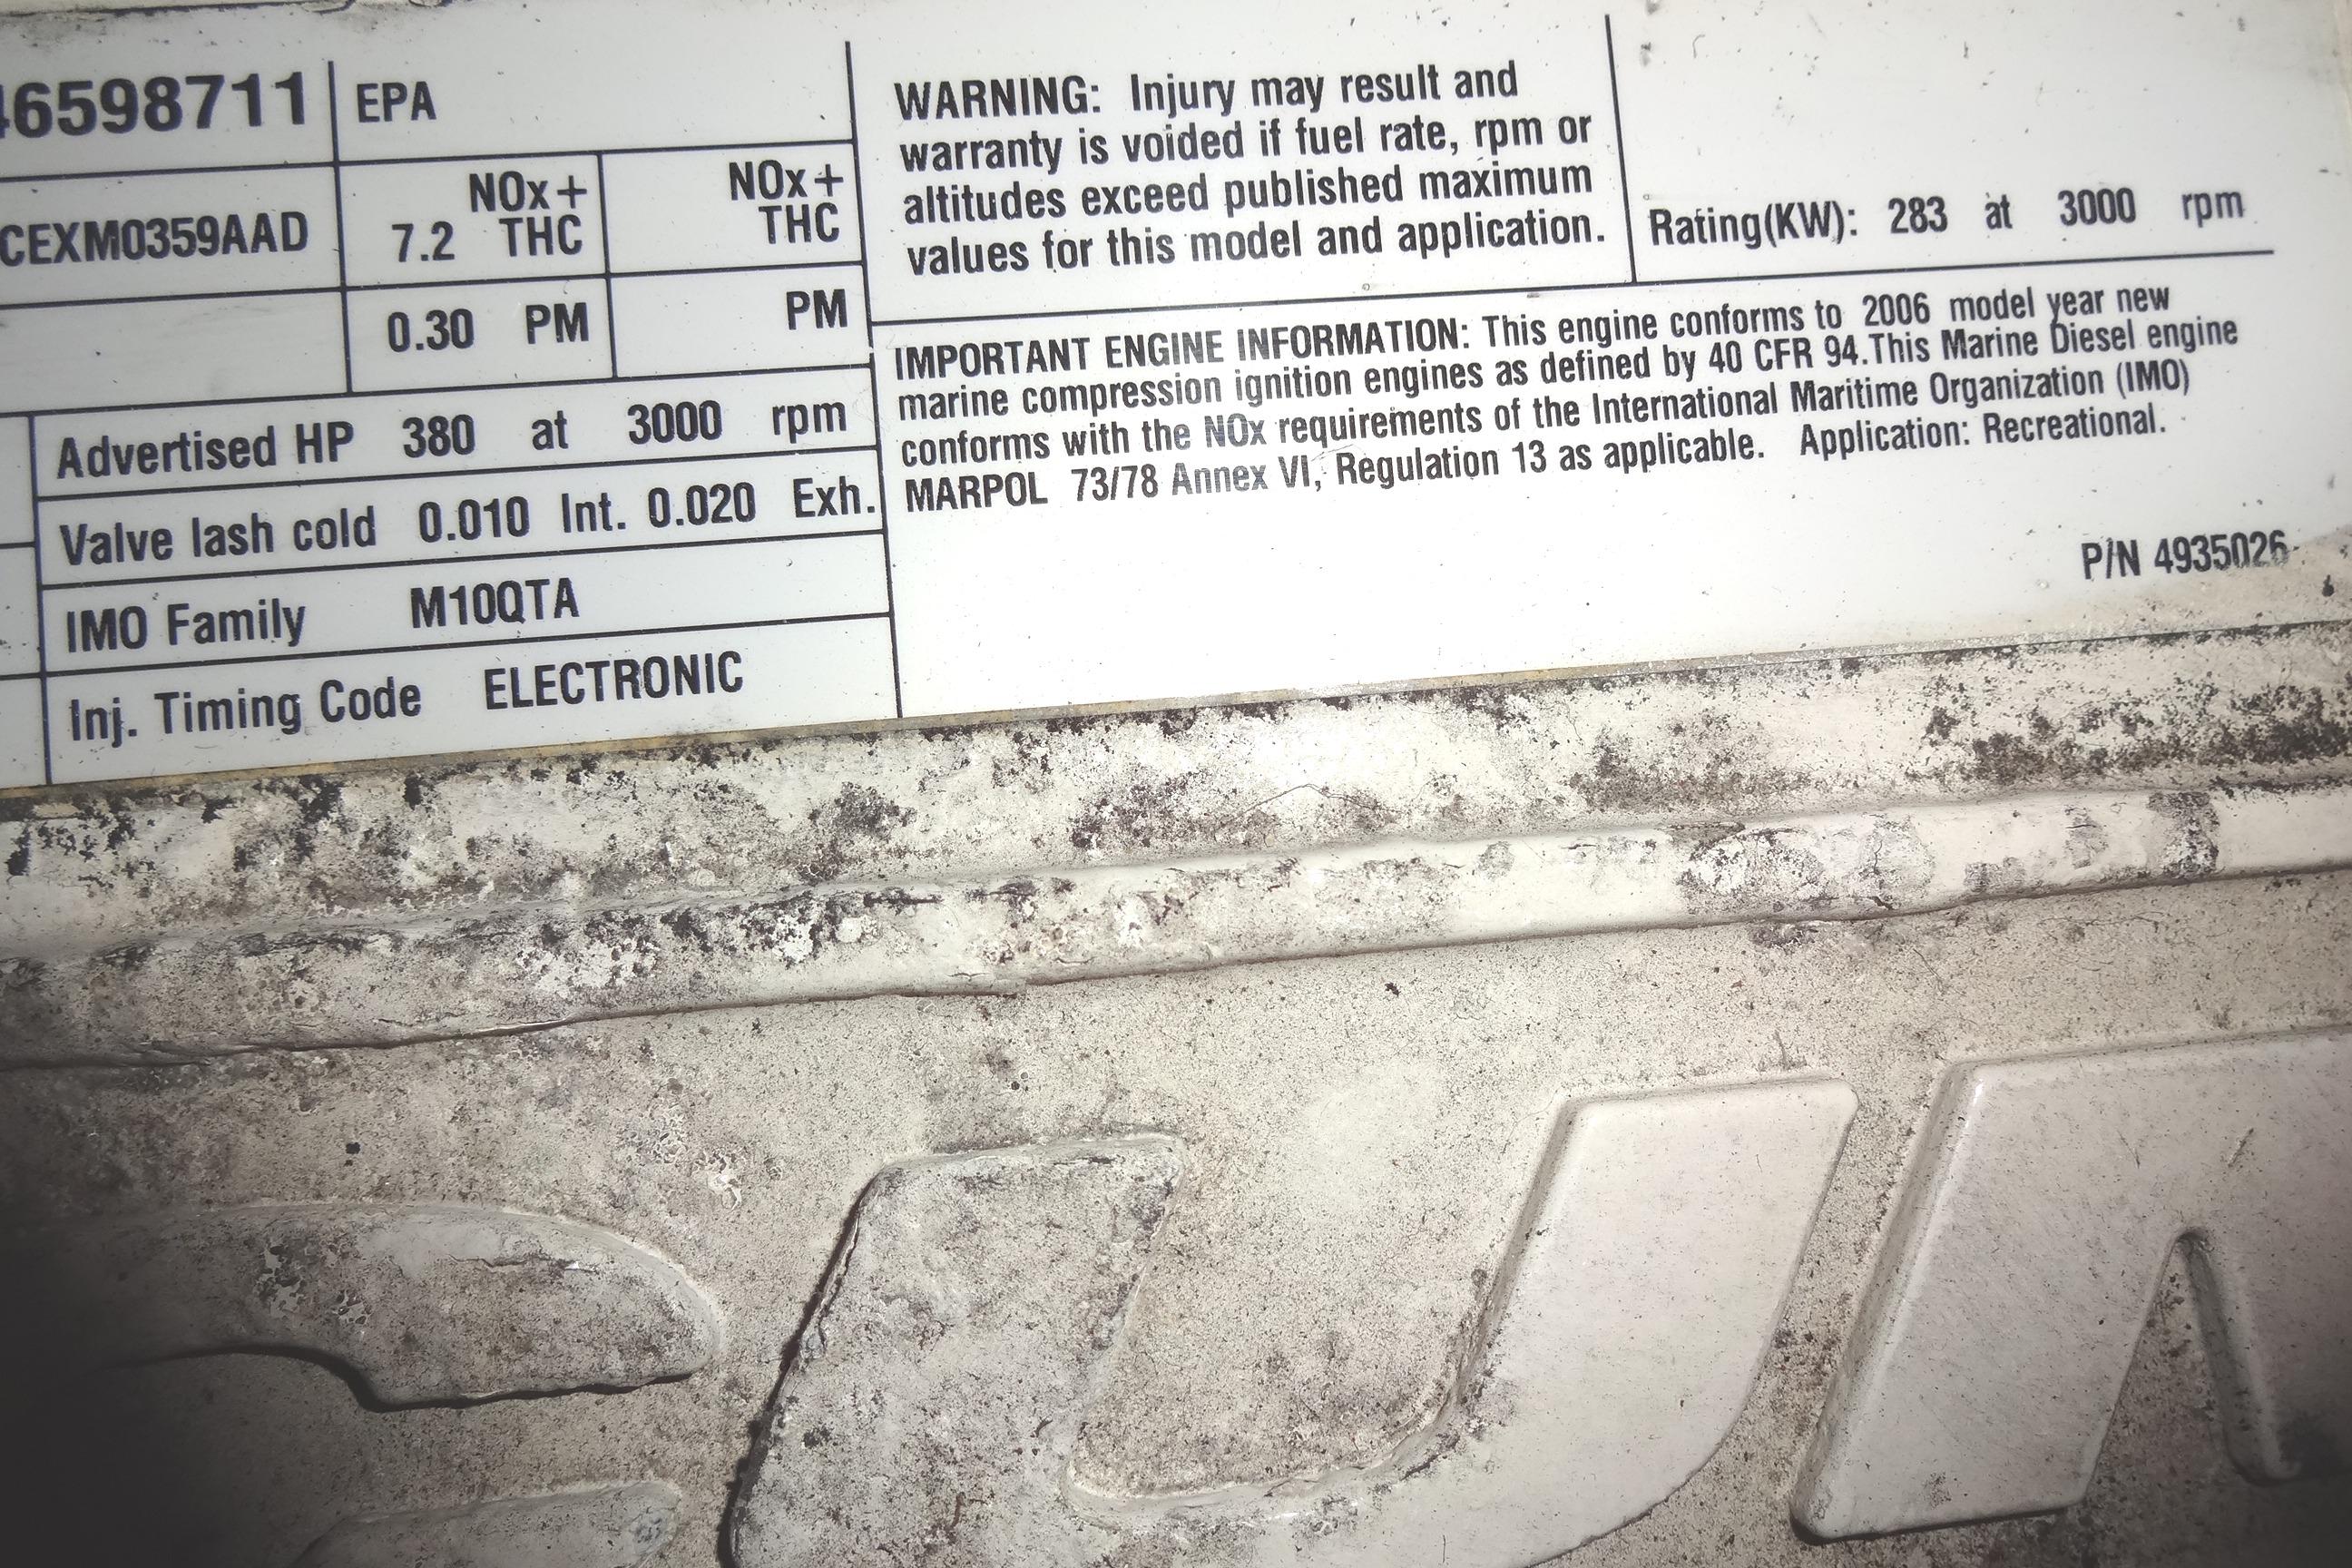 46598711
EPA
CEXM0359AAD
7.2 NOx+ THC
NOx+ THC
0.30 PM
PM
Advertised HP 380 at 3000 rpm
Valve lash cold 0.010 Int. 0.020 Exh.
IMO Family M10QTA
Inj. Timing Code ELECTRONIC
WARNING: Injury may result and
warranty is voided if fuel rate, rpm or
altitudes exceed published maximum
values for this model and application.
Rating(KW): 283 at 3000 rpm
IMPORTANT ENGINE INFORMATION: This engine conforms to 2006 model year new
marine compression ignition engines as defined by 40 CFR 94.This Marine Diesel engine
conforms with the NOx requirements of the International Maritime Organization (IMO)
MARPOL 73/78 Annex VI, Regulation 13 as applicable. Application: Recreational.
P/N 4935026